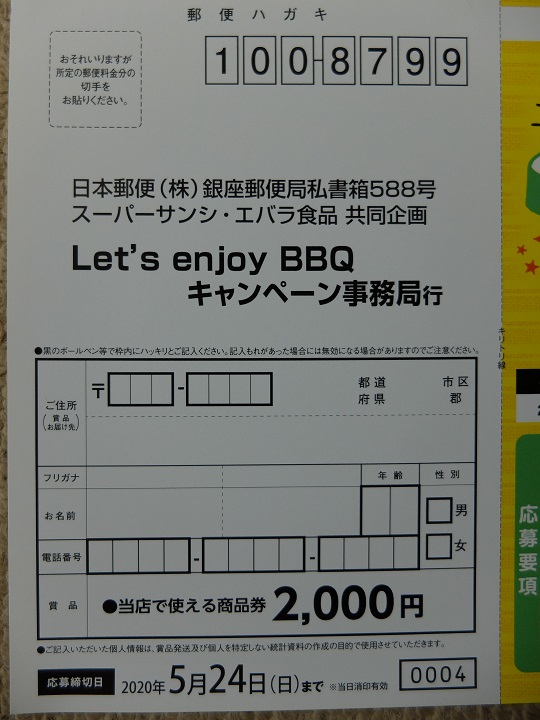 郵便ハガキ
おそれいりますが
所定の郵便料金分の
切手を
お貼りください。
100-8799
日本郵便（株）銀座郵便局私書箱588号
スーパーサンシ・エバラ食品 共同企画
Let's enjoy BBQ
キャンペーン事務局行
●黒のボールペン等で枠内にハッキリとご記入ください。記入もれがあった場合には無効になる場合がありますのでご注意ください。
〒 - 都道 市区
府県 郡
ご住所
（賞品
お届け先）
フリガナ 年齢 性別
お名前 男
女
電話番号 - -
賞品 ●当店で使える商品券 2,000円
●ご記入いただいた個人情報は、賞品発送及び個人を特定しない統計資料の作成の目的で使用させていただきます。
応募締切日 2020年5月24日（日）まで ※当日消印有効 0004
キリトリ線
応募要項